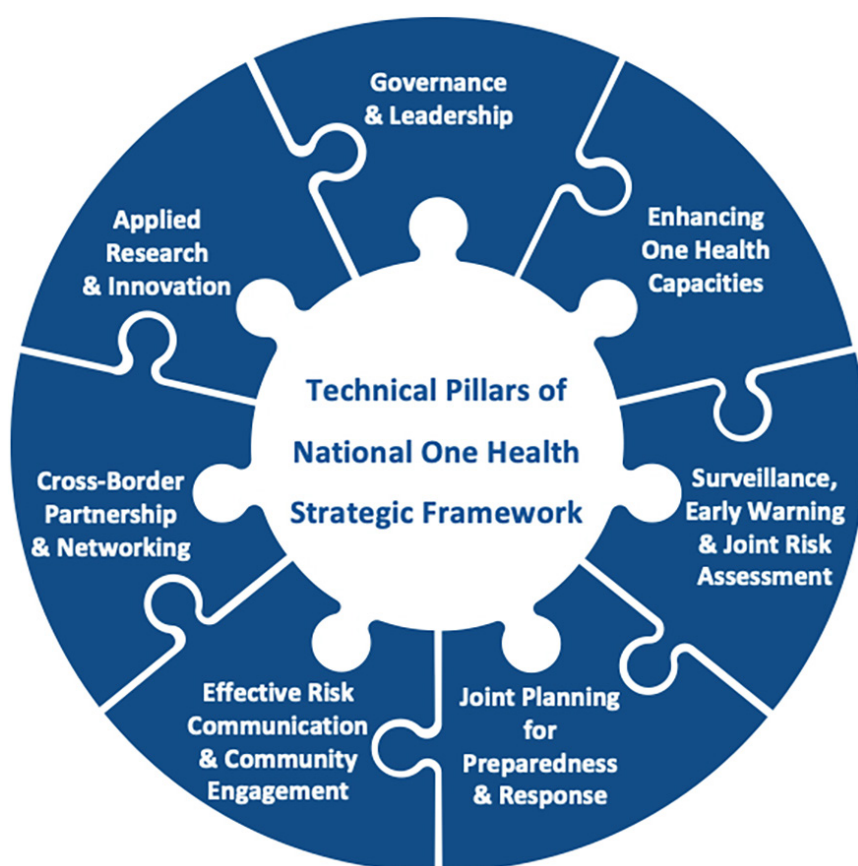 Governance
& Leadership
Enhancing
One Health
Capacities
Surveillance,
Early Warning
& Joint Risk
Assessment
Joint Planning
for
Preparedness
& Response
Effective Risk
Communication
& Community
Engagement
Cross-Border
Partnership
& Networking
Applied
Research
& Innovation
Technical Pillars of
National One Health
Strategic Framework